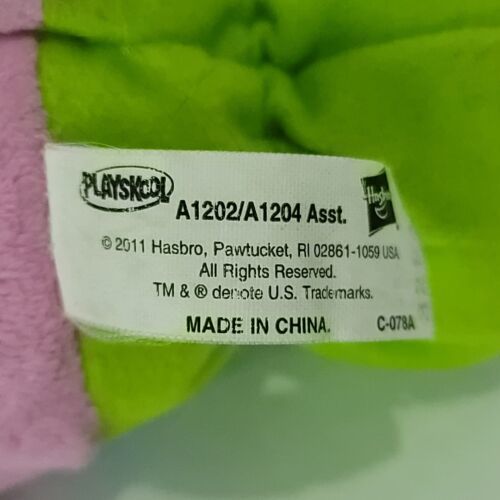 PLAYSKOOL
A1202/A1204 Asst.
Hasbro
© 2011 Hasbro, Pawtucket, RI 02861-1059 USA
All Rights Reserved.
TM & ® denote U.S. Trademarks.
MADE IN CHINA.
C-078A